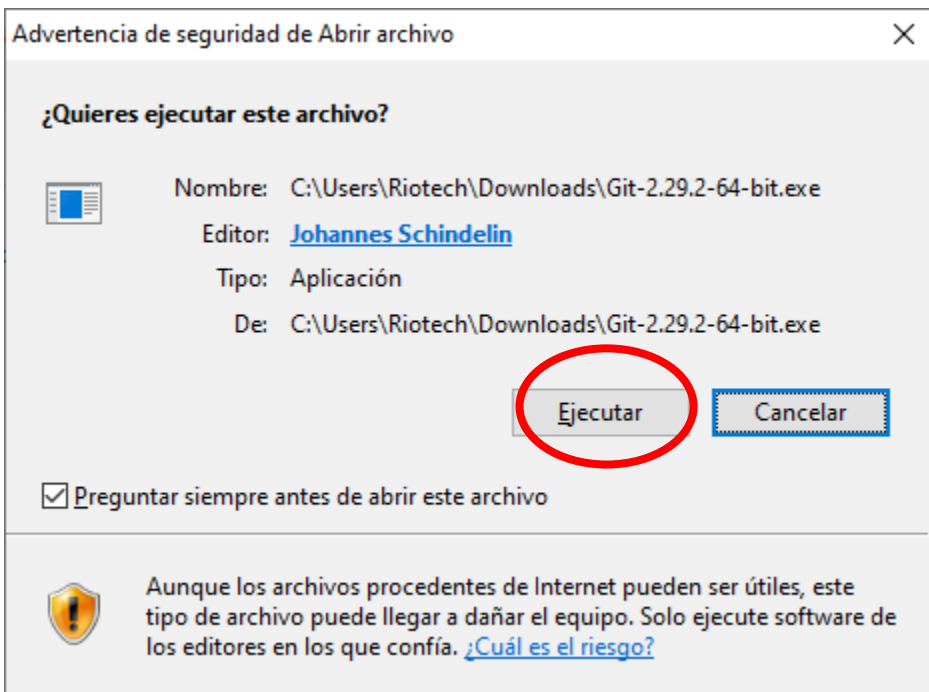 Advertencia de seguridad de Abrir archivo
¿Quieres ejecutar este archivo?
Nombre: C:\Users\Riotech\Downloads\Git-2.29.2-64-bit.exe
Editor: Johannes Schindelin
Tipo: Aplicación
De: C:\Users\Riotech\Downloads\Git-2.29.2-64-bit.exe
Ejecutar Cancelar
Preguntar siempre antes de abrir este archivo
Aunque los archivos procedentes de Internet pueden ser útiles, este
tipo de archivo puede llegar a dañar el equipo. Solo ejecute software de
los editores en los que confía. ¿Cuál es el riesgo?